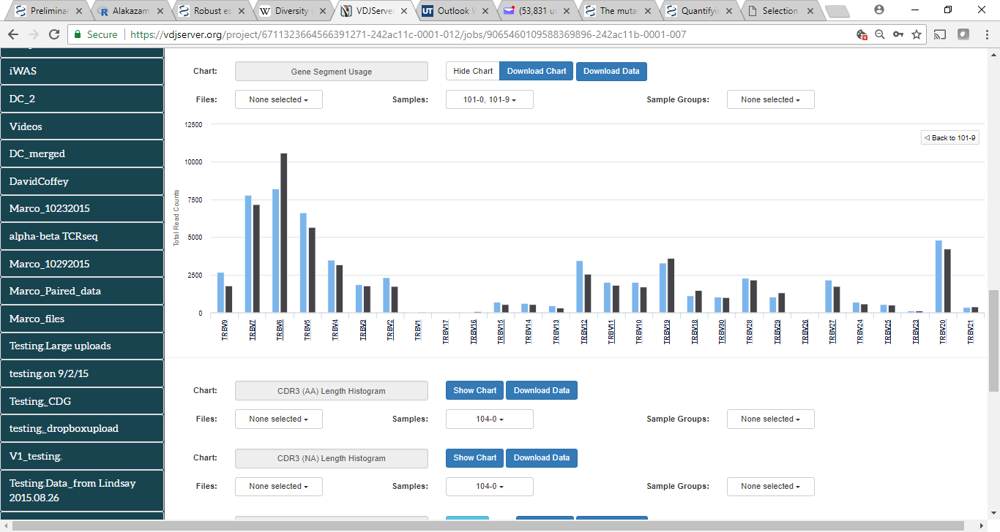 Preliminar
Alakazam
Robust es
Diversity i
VDJServer
Outlook W
(53,831 u
The muta
Quantifyin
Selection
Secure
https://vdjserver.org/project/6711323664566391271-242ac11c-0001-012/jobs/9065460109588369896-242ac11b-0001-007
iWAS
DC_2
Videos
DC_merged
DavidCoffey
Marco_10232015
alpha-beta TCRseq
Marco_10292015
Marco_Paired_data
Marco_files
Testing Large uploads
testing on 9/2/15
Testing_CDG
testing_dropboxupload
V1_testing
Testing Data_from Lindsay
2015.08.26
Chart: Gene Segment Usage Hide Chart Download Chart Download Data
Files: None selected Samples: 101-0, 101-9 Sample Groups: None selected
Back to 101-9
Total Read Counts
12500
10000
7500
5000
2500
0
TRBV9 TRBV7 TRBV6 TRBV5 TRBV4 TRBV3 TRBV2 TRBV1 TRBV17 TRBV16 TRBV15 TRBV14 TRBV13 TRBV12 TRBV11 TRBV10 TRBV19 TRBV18 TRBV30 TRBV28 TRBV29 TRBV26 TRBV27 TRBV24 TRBV25 TRBV23 TRBV20 TRBV21
Chart: CDR3 (AA) Length Histogram Show Chart Download Data
Files: None selected Samples: 104-0 Sample Groups: None selected
Chart: CDR3 (NA) Length Histogram Show Chart Download Data
Files: None selected Samples: 104-0 Sample Groups: None selected